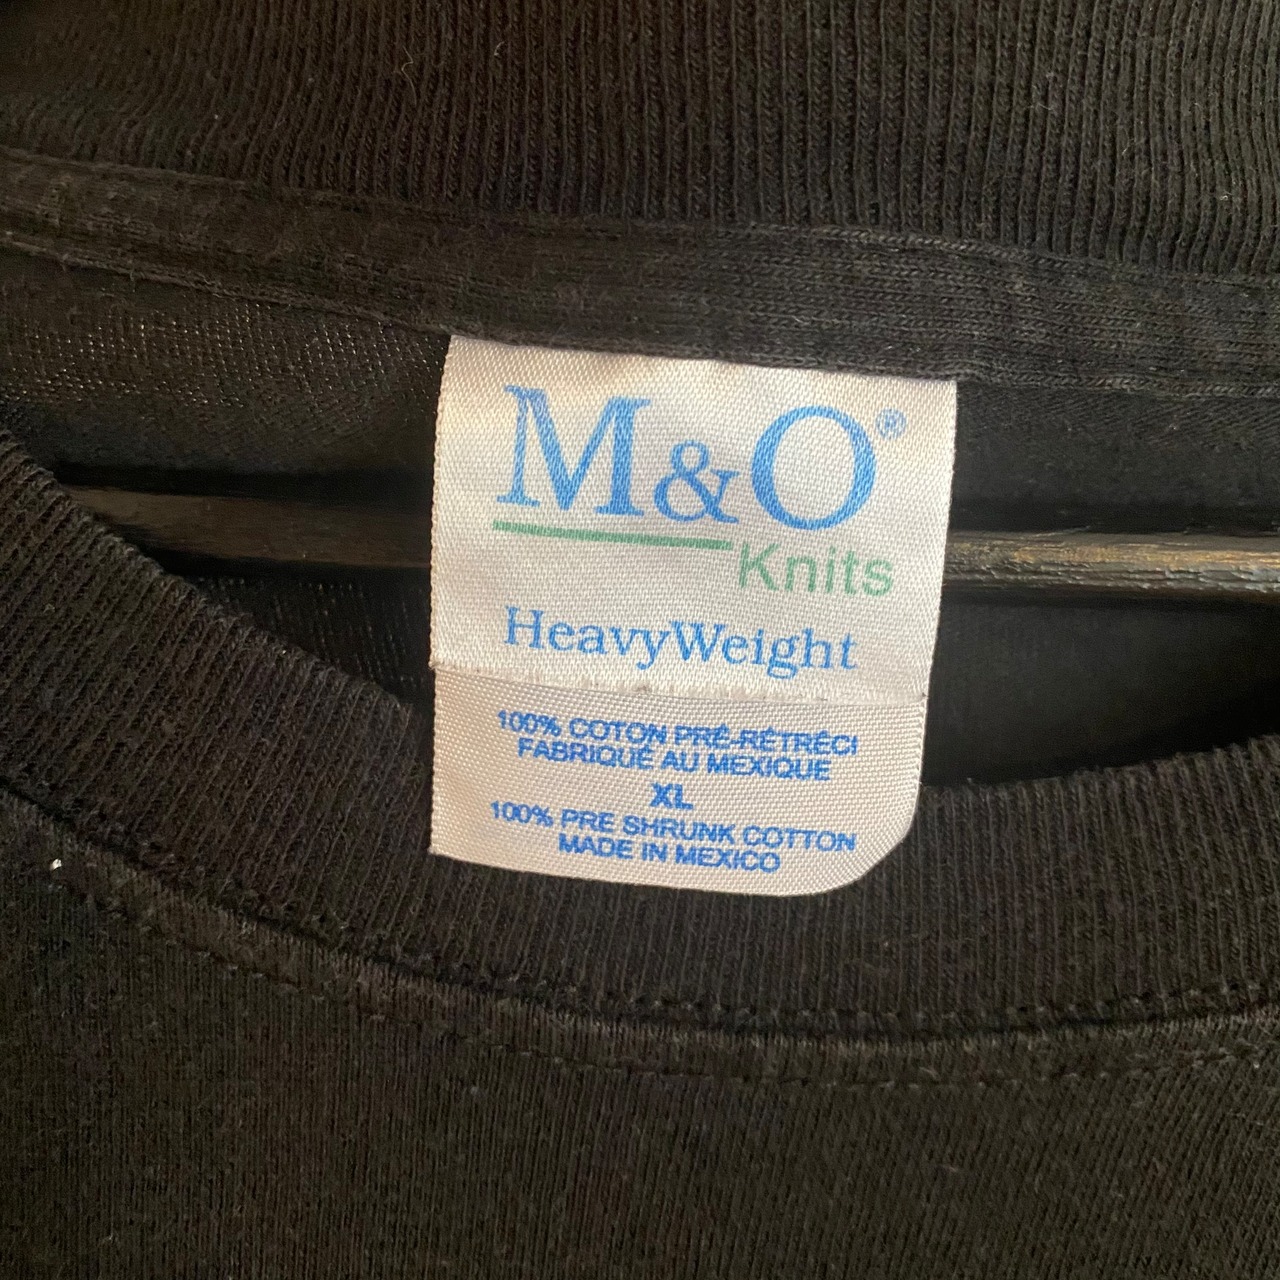 M&O®
Knits
HeavyWeight
100% COTON PRÉ-RÉTRÉCI
FABRIQUÉ AU MEXIQUE
XL
100% PRE SHRUNK COTTON
MADE IN MEXICO